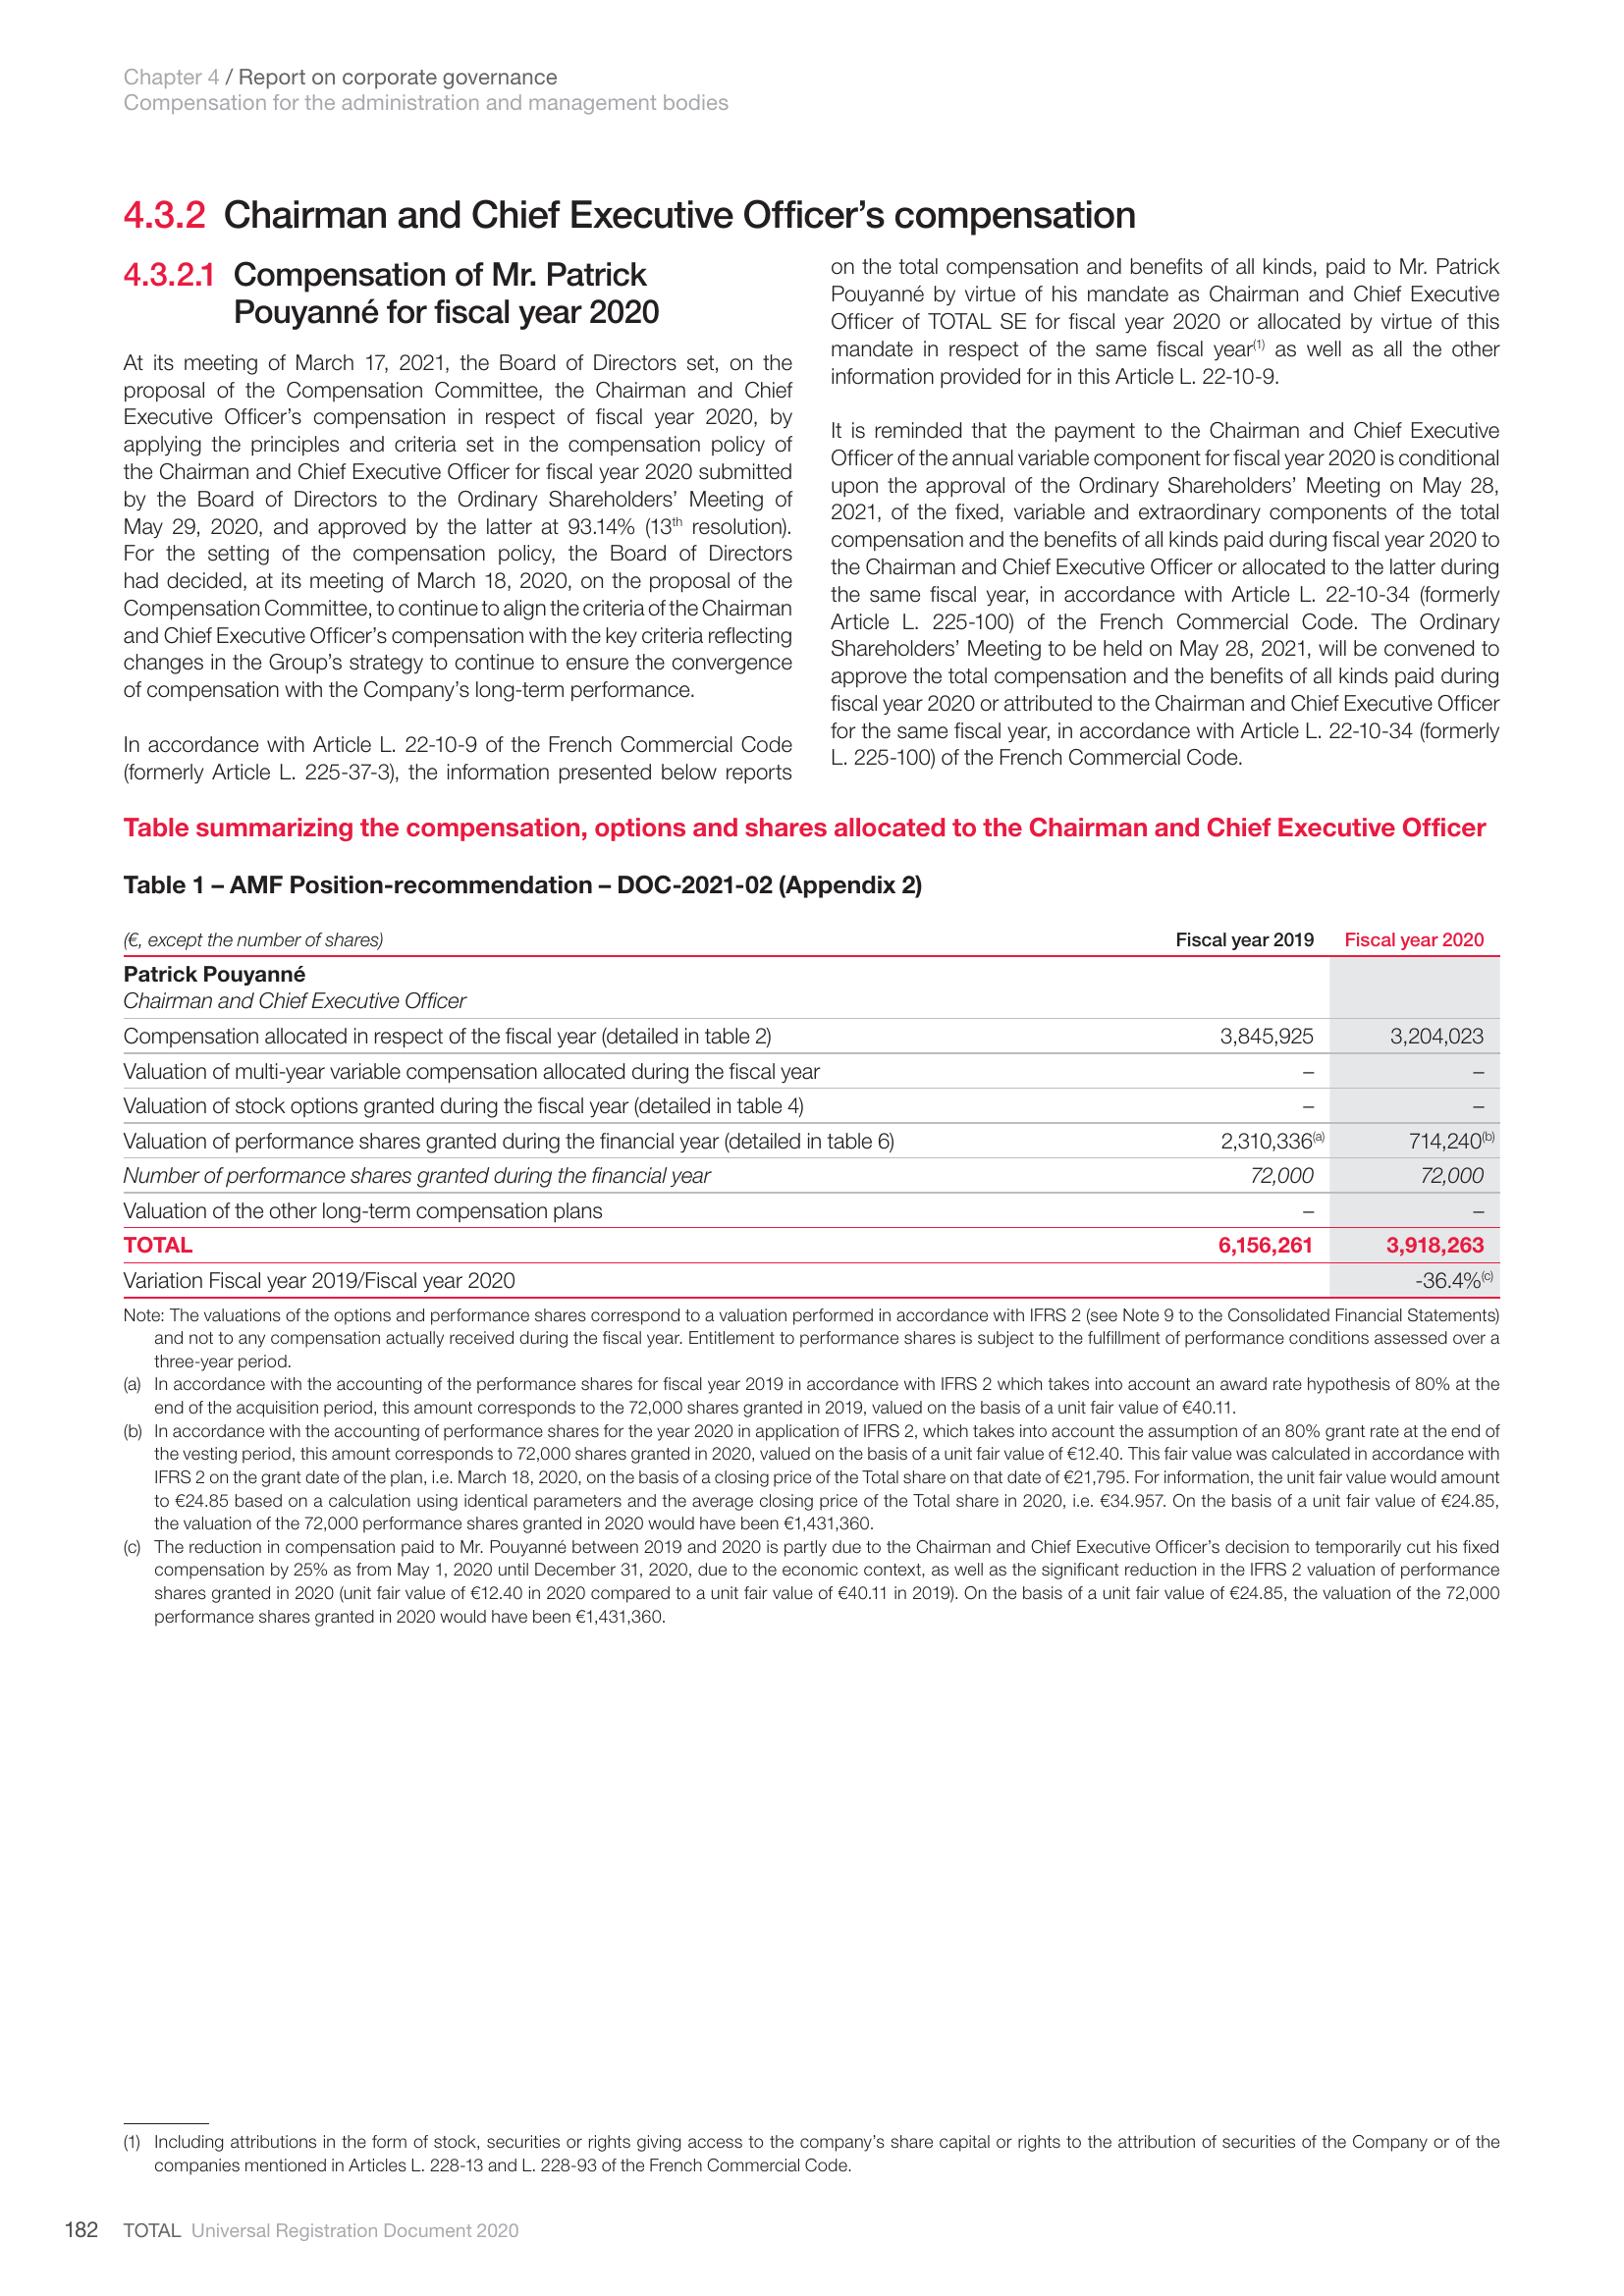 Chapter 4 / Report on corporate governance
Compensation for the administration and management bodies
4.3.2 Chairman and Chief Executive Officer's compensation
4.3.2.1 Compensation of Mr. Patrick
Pouyanné for fiscal year 2020
At its meeting of March 17, 2021, the Board of Directors set, on the
proposal of the Compensation Committee, the Chairman and Chief
Executive Officer's compensation in respect of fiscal year 2020, by
applying the principles and criteria set in the compensation policy of
the Chairman and Chief Executive Officer for fiscal year 2020 submitted
by the Board of Directors to the Ordinary Shareholders' Meeting of
May 29, 2020, and approved by the latter at 93.14% (13th resolution).
For the setting of the compensation policy, the Board of Directors
had decided, at its meeting of March 18, 2020, on the proposal of the
Compensation Committee, to continue to align the criteria of the Chairman
and Chief Executive Officer's compensation with the key criteria reflecting
changes in the Group's strategy to continue to ensure the convergence
of compensation with the Company's long-term performance.
In accordance with Article L. 22-10-9 of the French Commercial Code
(formerly Article L. 225-37-3), the information presented below reports
on the total compensation and benefits of all kinds, paid to Mr. Patrick
Pouyanné by virtue of his mandate as Chairman and Chief Executive
Officer of TOTAL SE for fiscal year 2020 or allocated by virtue of this
mandate in respect of the same fiscal year(1) as well as all the other
information provided for in this Article L. 22-10-9.
It is reminded that the payment to the Chairman and Chief Executive
Officer of the annual variable component for fiscal year 2020 is conditional
upon the approval of the Ordinary Shareholders' Meeting on May 28,
2021, of the fixed, variable and extraordinary components of the total
compensation and the benefits of all kinds paid during fiscal year 2020 to
the Chairman and Chief Executive Officer or allocated to the latter during
the same fiscal year, in accordance with Article L. 22-10-34 (formerly
Article L. 225-100) of the French Commercial Code. The Ordinary
Shareholders' Meeting to be held on May 28, 2021, will be convened to
approve the total compensation and the benefits of all kinds paid during
fiscal year 2020 or attributed to the Chairman and Chief Executive Officer
for the same fiscal year, in accordance with Article L. 22-10-34 (formerly
L. 225-100) of the French Commercial Code.
Table summarizing the compensation, options and shares allocated to the Chairman and Chief Executive Officer
Table 1 – AMF Position-recommendation – DOC-2021-02 (Appendix 2)
(€, except the number of shares) Fiscal year 2019 Fiscal year 2020
Patrick Pouyanné
Chairman and Chief Executive Officer
Compensation allocated in respect of the fiscal year (detailed in table 2) 3,845,925 3,204,023
Valuation of multi-year variable compensation allocated during the fiscal year – –
Valuation of stock options granted during the fiscal year (detailed in table 4) – –
Valuation of performance shares granted during the financial year (detailed in table 6) 2,310,336(a) 714,240(b)
Number of performance shares granted during the financial year 72,000 72,000
Valuation of the other long-term compensation plans – –
TOTAL 6,156,261 3,918,263
Variation Fiscal year 2019/Fiscal year 2020 -36.4%(c)
Note: The valuations of the options and performance shares correspond to a valuation performed in accordance with IFRS 2 (see Note 9 to the Consolidated Financial Statements)
and not to any compensation actually received during the fiscal year. Entitlement to performance shares is subject to the fulfillment of performance conditions assessed over a
three-year period.
(a) In accordance with the accounting of the performance shares for fiscal year 2019 in accordance with IFRS 2 which takes into account an award rate hypothesis of 80% at the
end of the acquisition period, this amount corresponds to the 72,000 shares granted in 2019, valued on the basis of a unit fair value of €40.11.
(b) In accordance with the accounting of performance shares for the year 2020 in application of IFRS 2, which takes into account the assumption of an 80% grant rate at the end of
the vesting period, this amount corresponds to 72,000 shares granted in 2020, valued on the basis of a unit fair value of €12.40. This fair value was calculated in accordance with
IFRS 2 on the grant date of the plan, i.e. March 18, 2020, on the basis of a closing price of the Total share on that date of €21,795. For information, the unit fair value would amount
to €24.85 based on a calculation using identical parameters and the average closing price of the Total share in 2020, i.e. €34.957. On the basis of a unit fair value of €24.85,
the valuation of the 72,000 performance shares granted in 2020 would have been €1,431,360.
(c) The reduction in compensation paid to Mr. Pouyanné between 2019 and 2020 is partly due to the Chairman and Chief Executive Officer's decision to temporarily cut his fixed
compensation by 25% as from May 1, 2020 until December 31, 2020, due to the economic context, as well as the significant reduction in the IFRS 2 valuation of performance
shares granted in 2020 (unit fair value of €12.40 in 2020 compared to a unit fair value of €40.11 in 2019). On the basis of a unit fair value of €24.85, the valuation of the 72,000
performance shares granted in 2020 would have been €1,431,360.
(1) Including attributions in the form of stock, securities or rights giving access to the company's share capital or rights to the attribution of securities of the Company or of the
companies mentioned in Articles L. 228-13 and L. 228-93 of the French Commercial Code.
182 TOTAL Universal Registration Document 2020